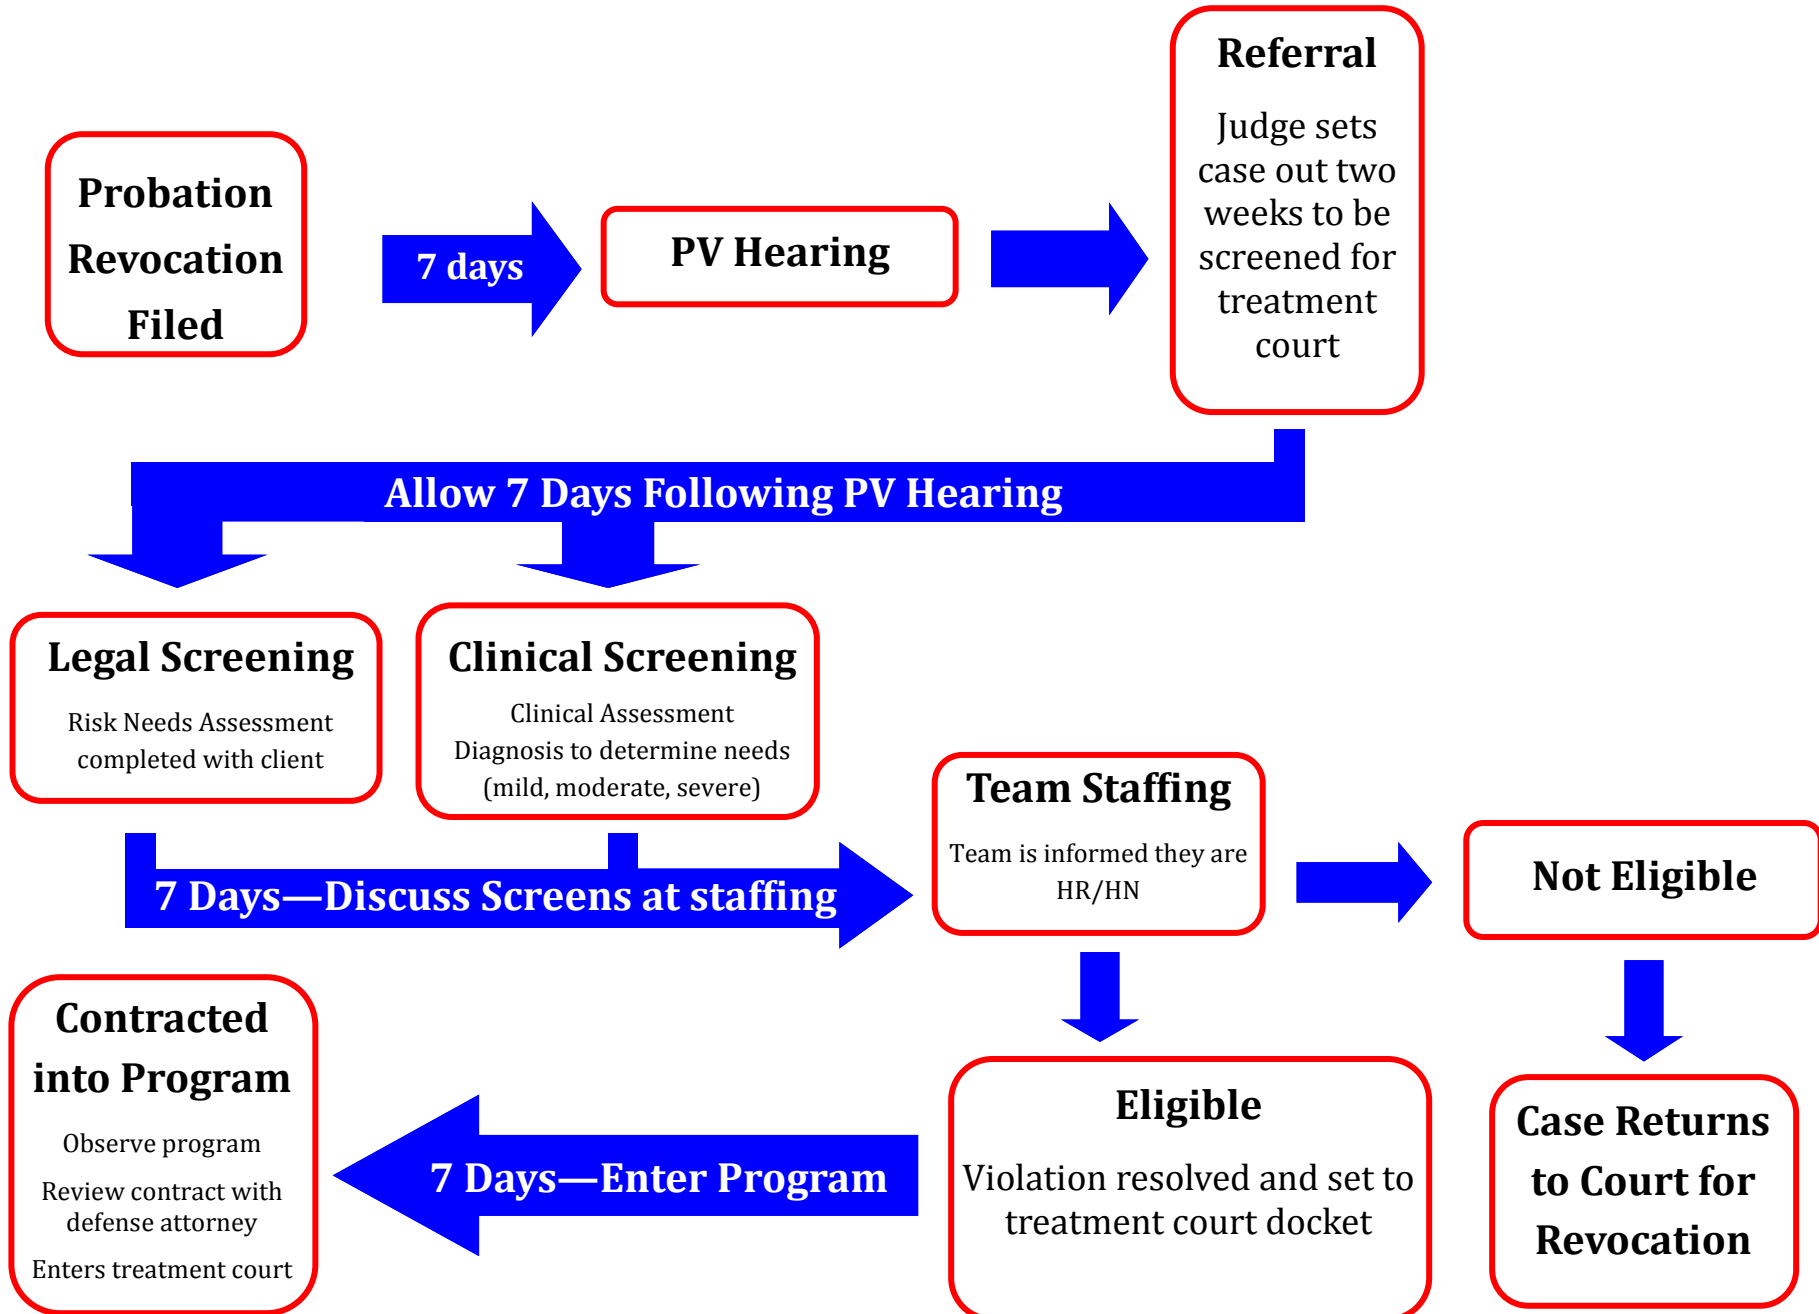 Probation
Revocation
Filed
7 days
PV Hearing
Referral
Judge sets
case out two
weeks to be
screened for
treatment
court
Allow 7 Days Following PV Hearing
Legal Screening
Risk Needs Assessment
completed with client
Clinical Screening
Clinical Assessment
Diagnosis to determine needs
(mild, moderate, severe)
7 Days—Discuss Screens at staffing
Team Staffing
Team is informed they are
HR/HN
Not Eligible
Contracted
into Program
Observe program
Review contract with
defense attorney
Enters treatment court
7 Days—Enter Program
Eligible
Violation resolved and set to
treatment court docket
Case Returns
to Court for
Revocation